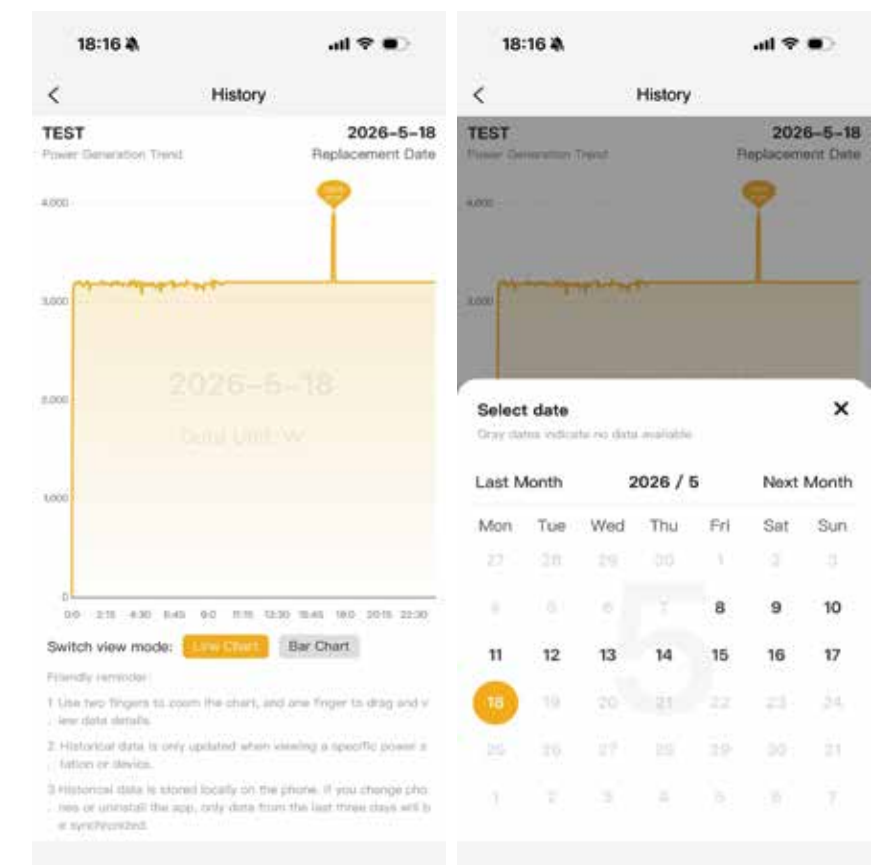 18:16
History
TEST
2026-5-18
Power Generation Trend
Replacement Date
4,000
3,000
2,000
1,000
0
2026-5-18
Data Unit: W
0:0 2:15 4:30 6:45 9:0 11:15 13:30 15:45 18:0 20:15 22:30
Switch view mode:
Line Chart
Bar Chart
Friendly reminder:
1 Use two fingers to zoom the chart, and one finger to drag and v
. iew data details.
2 Historical data is only updated when viewing a specific power s
. tation or device.
3 Historical data is stored locally on the phone. If you change pho
. nes or uninstall the app, only data from the last three days will b
e synchronized.
18:16
History
TEST
2026-5-18
Power Generation Trend
Replacement Date
4,000
3,000
Select date
Gray dates indicate no data available
Last Month
2026 / 5
Next Month
Mon Tue Wed Thu Fri Sat Sun
27 28 29 30 1 2 3
4 5 6 7 8 9 10
11 12 13 14 15 16 17
18 19 20 21 22 23 24
25 26 27 28 29 30 31
1 2 3 4 5 6 7
5